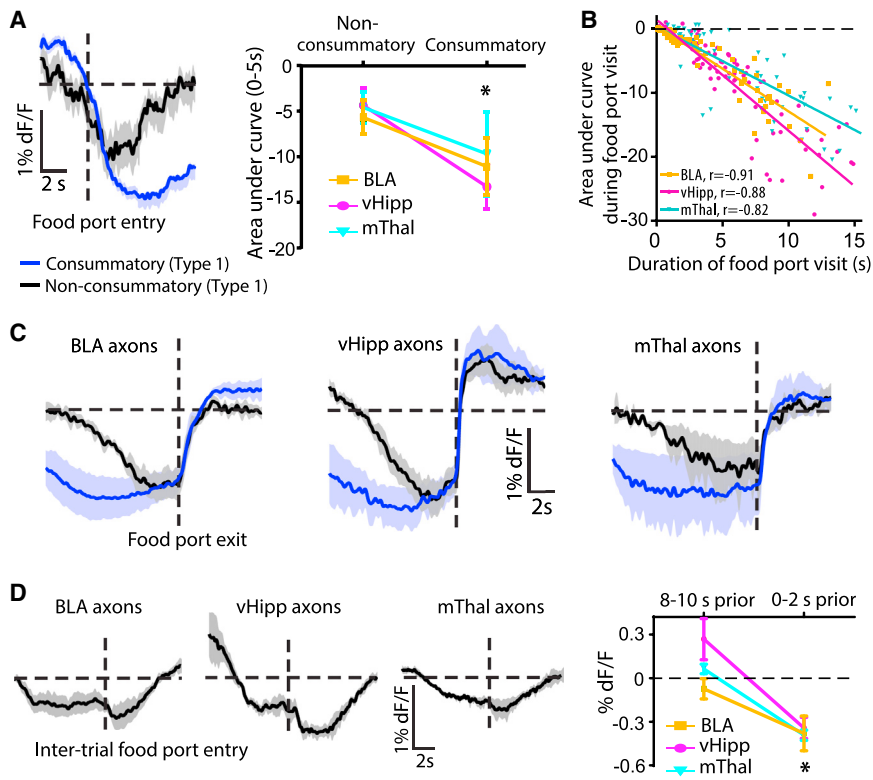 A
1% dF/F
2 s
Food port entry
Consummatory (Type 1)
Non-consummatory (Type 1)
Non-
consummatory Consummatory
Area under curve (0-5s)
0
-5
-10
-15
-20
*
BLA
vHipp
mThal
B
Area under curve
during food port visit
0
-10
-20
-30
BLA, r=-0.91
vHipp, r=-0.88
mThal, r=-0.82
0 5 10 15
Duration of food port visit (s)
C
BLA axons
vHipp axons
mThal axons
1% dF/F
2s
Food port exit
D
BLA axons
vHipp axons
mThal axons
1% dF/F
2s
Inter-trial food port entry
8-10 s prior 0-2 s prior
% dF/F
0.3
0
-0.3
-0.6
BLA
vHipp
mThal
*